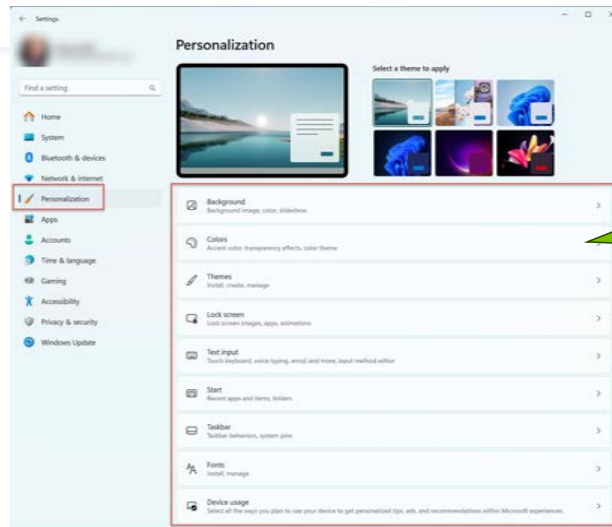 Settings
Personalization
Select a theme to apply
Find a setting
Home
System
Bluetooth & devices
Network & internet
Personalization
Apps
Accounts
Time & language
Gaming
Accessibility
Privacy & security
Windows Update
Background
Background image, color, slideshow
Colors
Accent color, transparency effects, color theme
Themes
Install, create, manage
Lock screen
Lock screen images, apps, animations
Text input
Touch keyboard, voice typing, emoji and more, input method editor
Start
Recent apps and items, folders
Taskbar
Taskbar behaviors, system pins
Fonts
Install, manage
Device usage
Select all the ways you plan to use your device to get personalized tips, ads, and recommendations within Microsoft experiences.